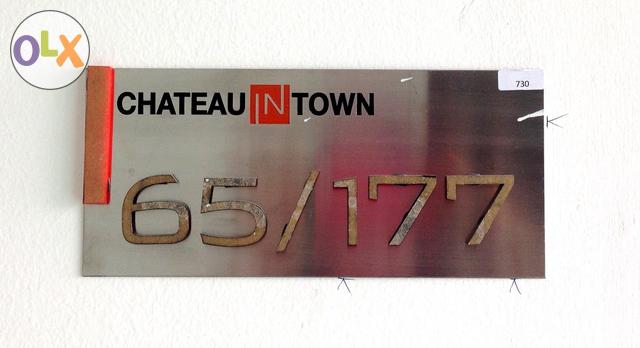 OLX
730
CHATEAU IN TOWN
65/177